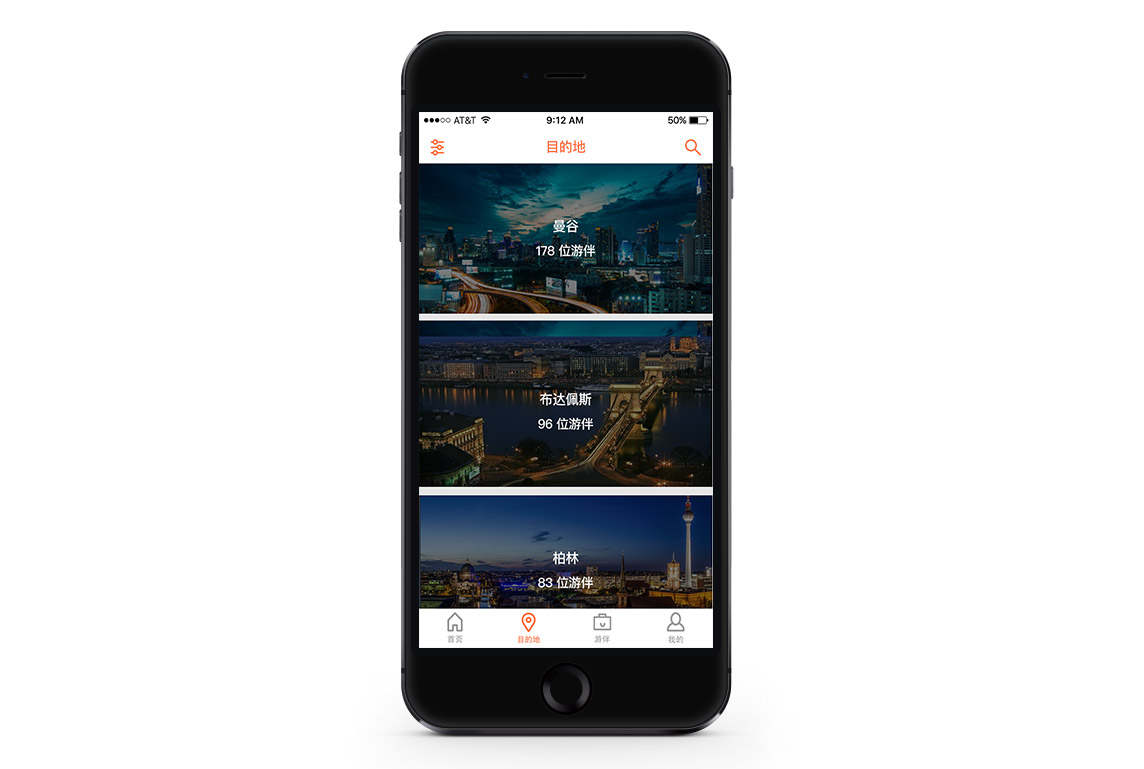 AT&T 9:12 AM 50%
目的地
曼谷
178 位游伴
布达佩斯
96 位游伴
柏林
83 位游伴
首页 目的地 游伴 我的